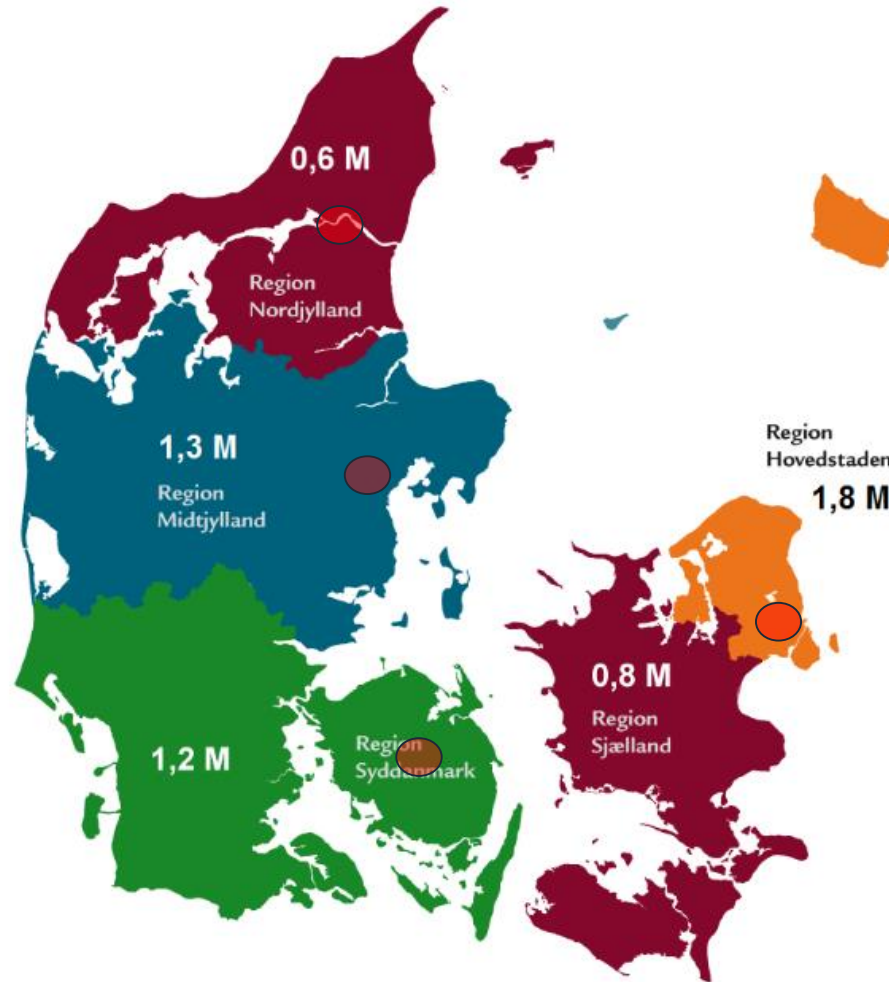 0,6 M
Region
Nordjylland
1,3 M
Region
Midtjylland
Region
Hovedstaden
1,8 M
0,8 M
Region
Sjælland
1,2 M
Region
Syddanmark